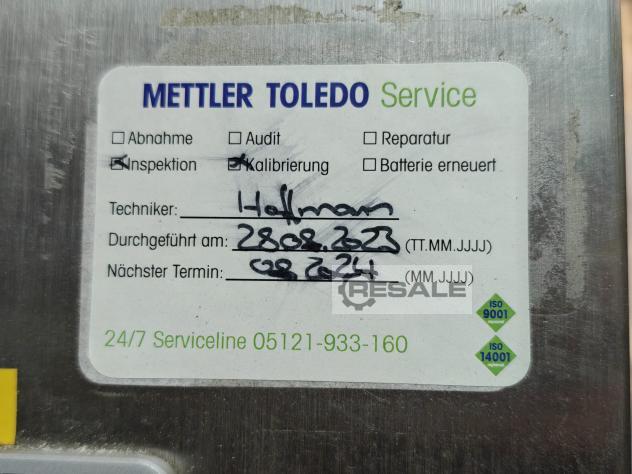 METTLER TOLEDO Service
☐ Abnahme ☐ Audit ☐ Reparatur
☒ Inspektion ☒ Kalibrierung ☐ Batterie erneuert
Techniker: Hoffmann
Durchgeführt am: 28.08.2023 (TT.MM.JJJJ)
Nächster Termin: 08.2024 (MM.JJJJ)
RESALE
ISO 9001
24/7 Serviceline 05121-933-160
ISO 14001